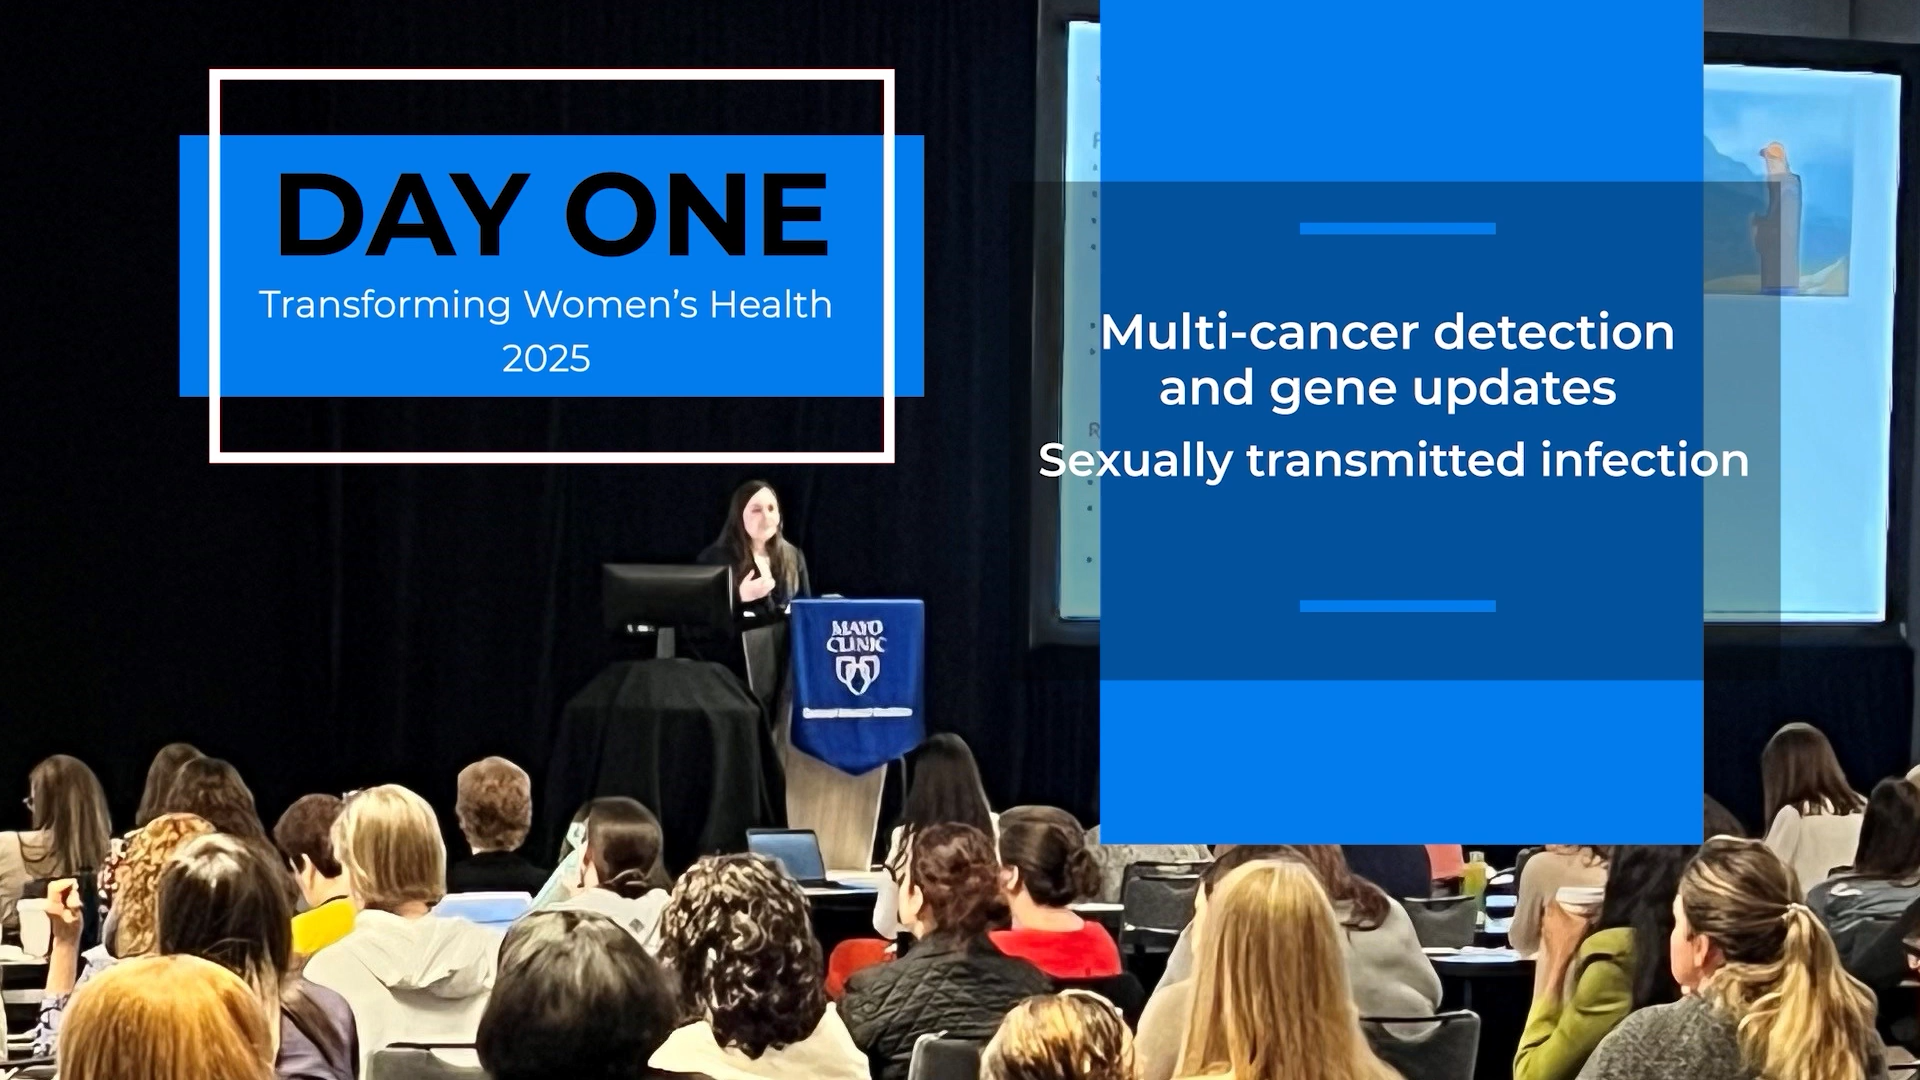 DAY ONE
Transforming Women's Health
2025
Multi-cancer detection
and gene updates
Sexually transmitted infection
MAYO
CLINIC